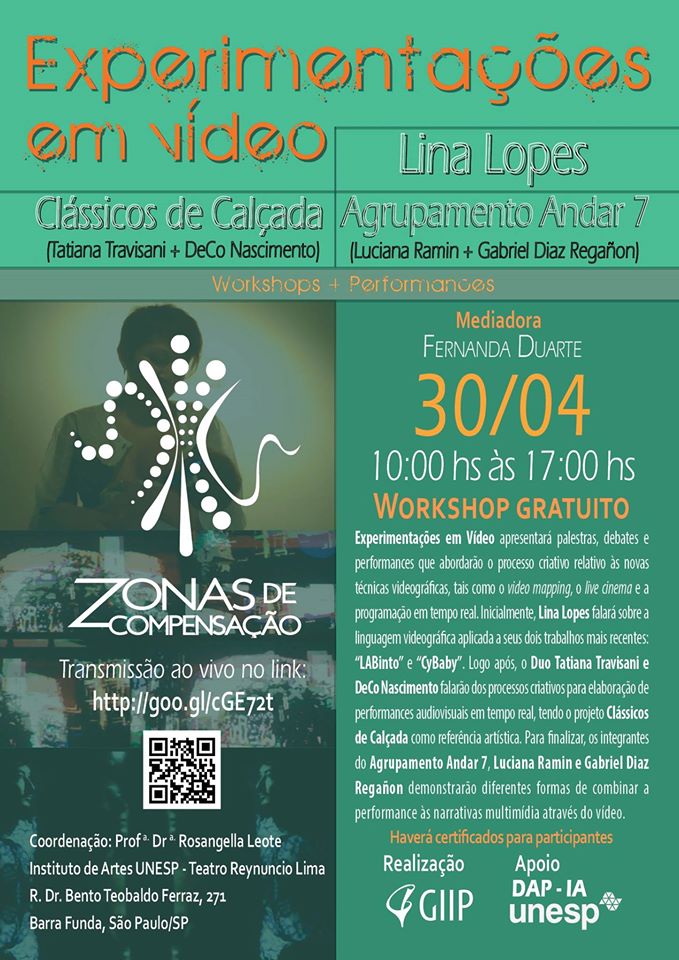 Experimentações
em vídeo
Lina Lopes
Clássicos de Calçada
(Tatiana Travisani + DeCo Nascimento)
Agrupamento Andar 7
(Luciana Ramin + Gabriel Diaz Regañon)
Workshops + Performances
ZONAS DE
COMPENSAÇÃO
Transmissão ao vivo no link:
http://goo.gl/cGE72t
Coordenação: Prof ª. Dr ª. Rosangella Leote
Instituto de Artes UNESP - Teatro Reynuncio Lima
R. Dr. Bento Teobaldo Ferraz, 271
Barra Funda, São Paulo/SP
Mediadora
FERNANDA DUARTE
30/04
10:00 hs às 17:00 hs
WORKSHOP GRATUITO
Experimentações em Vídeo apresentará palestras, debates e
performances que abordarão o processo criativo relativo às novas
técnicas videográficas, tais como o video mapping, o live cinema e a
programação em tempo real. Inicialmente, Lina Lopes falará sobre a
linguagem videográfica aplicada a seus dois trabalhos mais recentes:
“LABinto” e “CyBaby”. Logo após, o Duo Tatiana Travisani e
DeCo Nascimento falarão dos processos criativos para elaboração de
performances audiovisuais em tempo real, tendo o projeto Clássicos
de Calçada como referência artística. Para finalizar, os integrantes
do Agrupamento Andar 7, Luciana Ramin e Gabriel Diaz
Regañon demonstrarão diferentes formas de combinar a
performance às narrativas multimídia através do vídeo.
Haverá certificados para participantes
Realização
GIIP
Apoio
DAP - IA
unesp